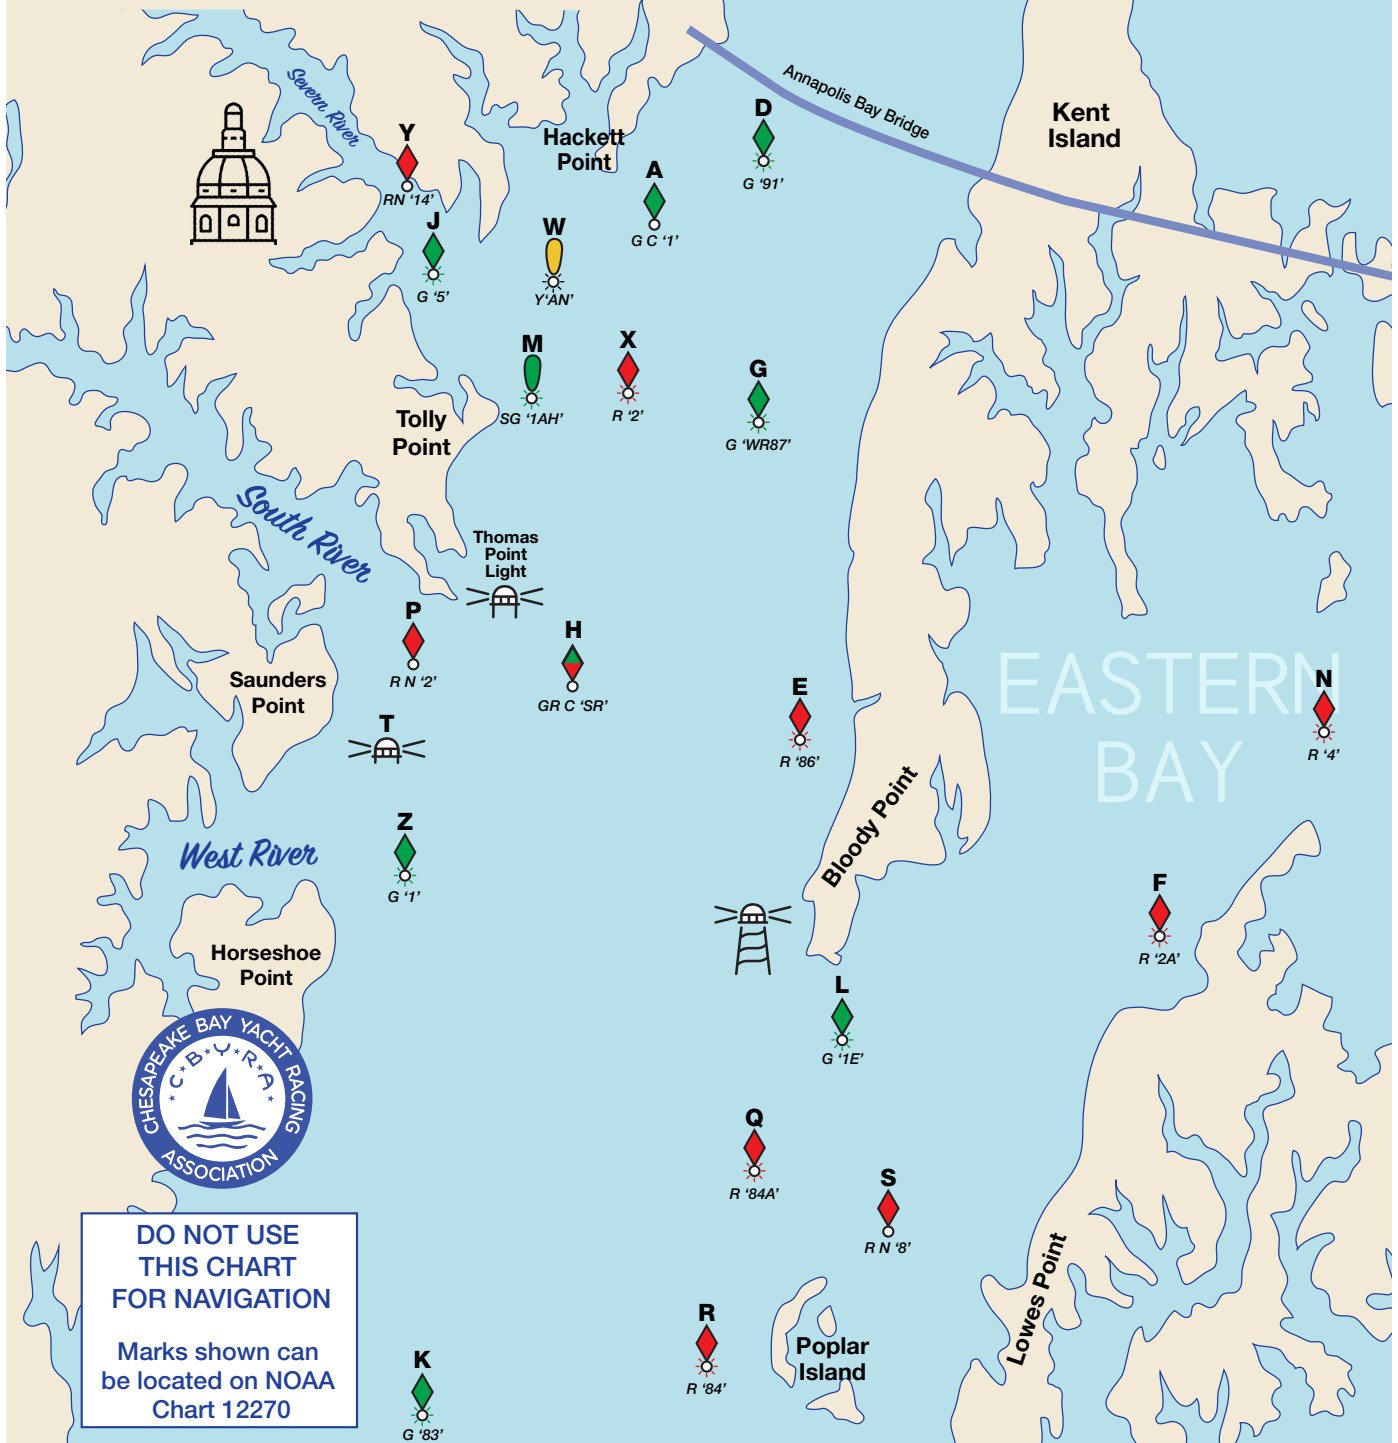 Severn River
Annapolis Bay Bridge
D
G '91'
Kent
Island
Y
RN '14'
Hackett
Point
A
G C '1'
J
G '5'
W
Y'AN'
M
SG '1AH'
X
R '2'
G
G 'WR87'
Tolly
Point
South River
Thomas
Point
Light
P
R N '2'
H
GR C 'SR'
Saunders
Point
T
E
R '86'
EASTERN
BAY
N
R '4'
Bloody Point
Z
G '1'
West River
F
R '2A'
Horseshoe
Point
L
G '1E'
CHESAPEAKE BAY YACHT RACING
ASSOCIATION
C★B★Y★R★A
Q
R '84A'
S
R N '8'
DO NOT USE
THIS CHART
FOR NAVIGATION
Marks shown can
be located on NOAA
Chart 12270
Lowes Point
R
R '84'
Poplar
Island
K
G '83'